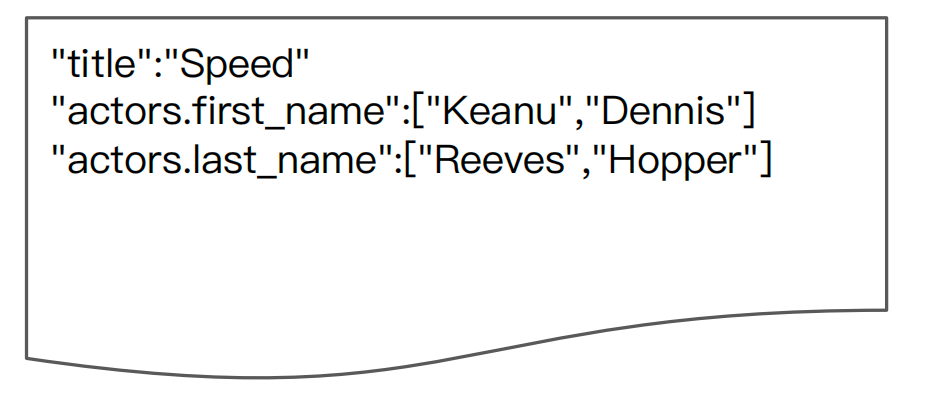 "title":"Speed"
"actors.first_name":["Keanu","Dennis"]
"actors.last_name":["Reeves","Hopper"]